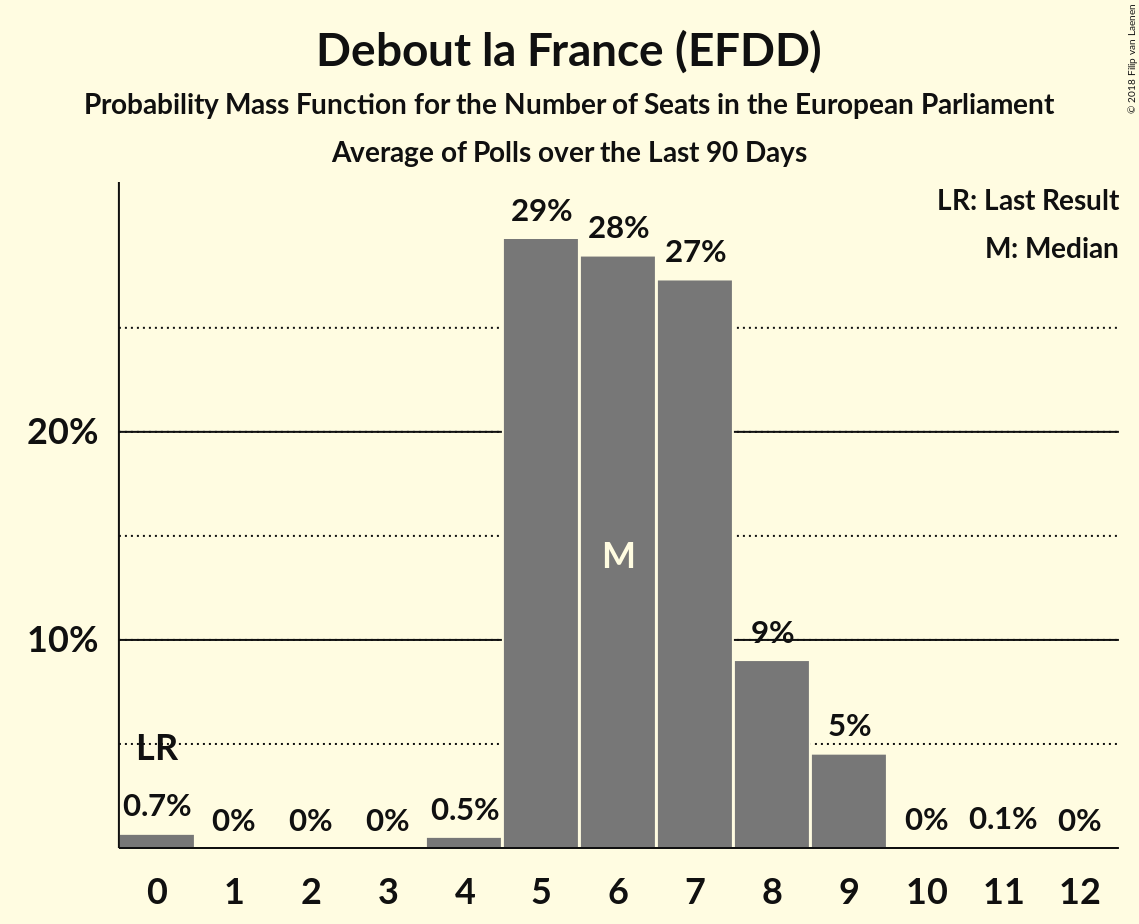 Debout la France (EFDD)
Probability Mass Function for the Number of Seats in the European Parliament
Average of Polls over the Last 90 Days
© 2018 Filip van Laenen
LR: Last Result
M: Median
29%
28%
27%
20%
M
10%
9%
LR
5%
0.7%
0%
0%
0%
0.5%
0%
0.1%
0%
0 1 2 3 4 5 6 7 8 9 10 11 12